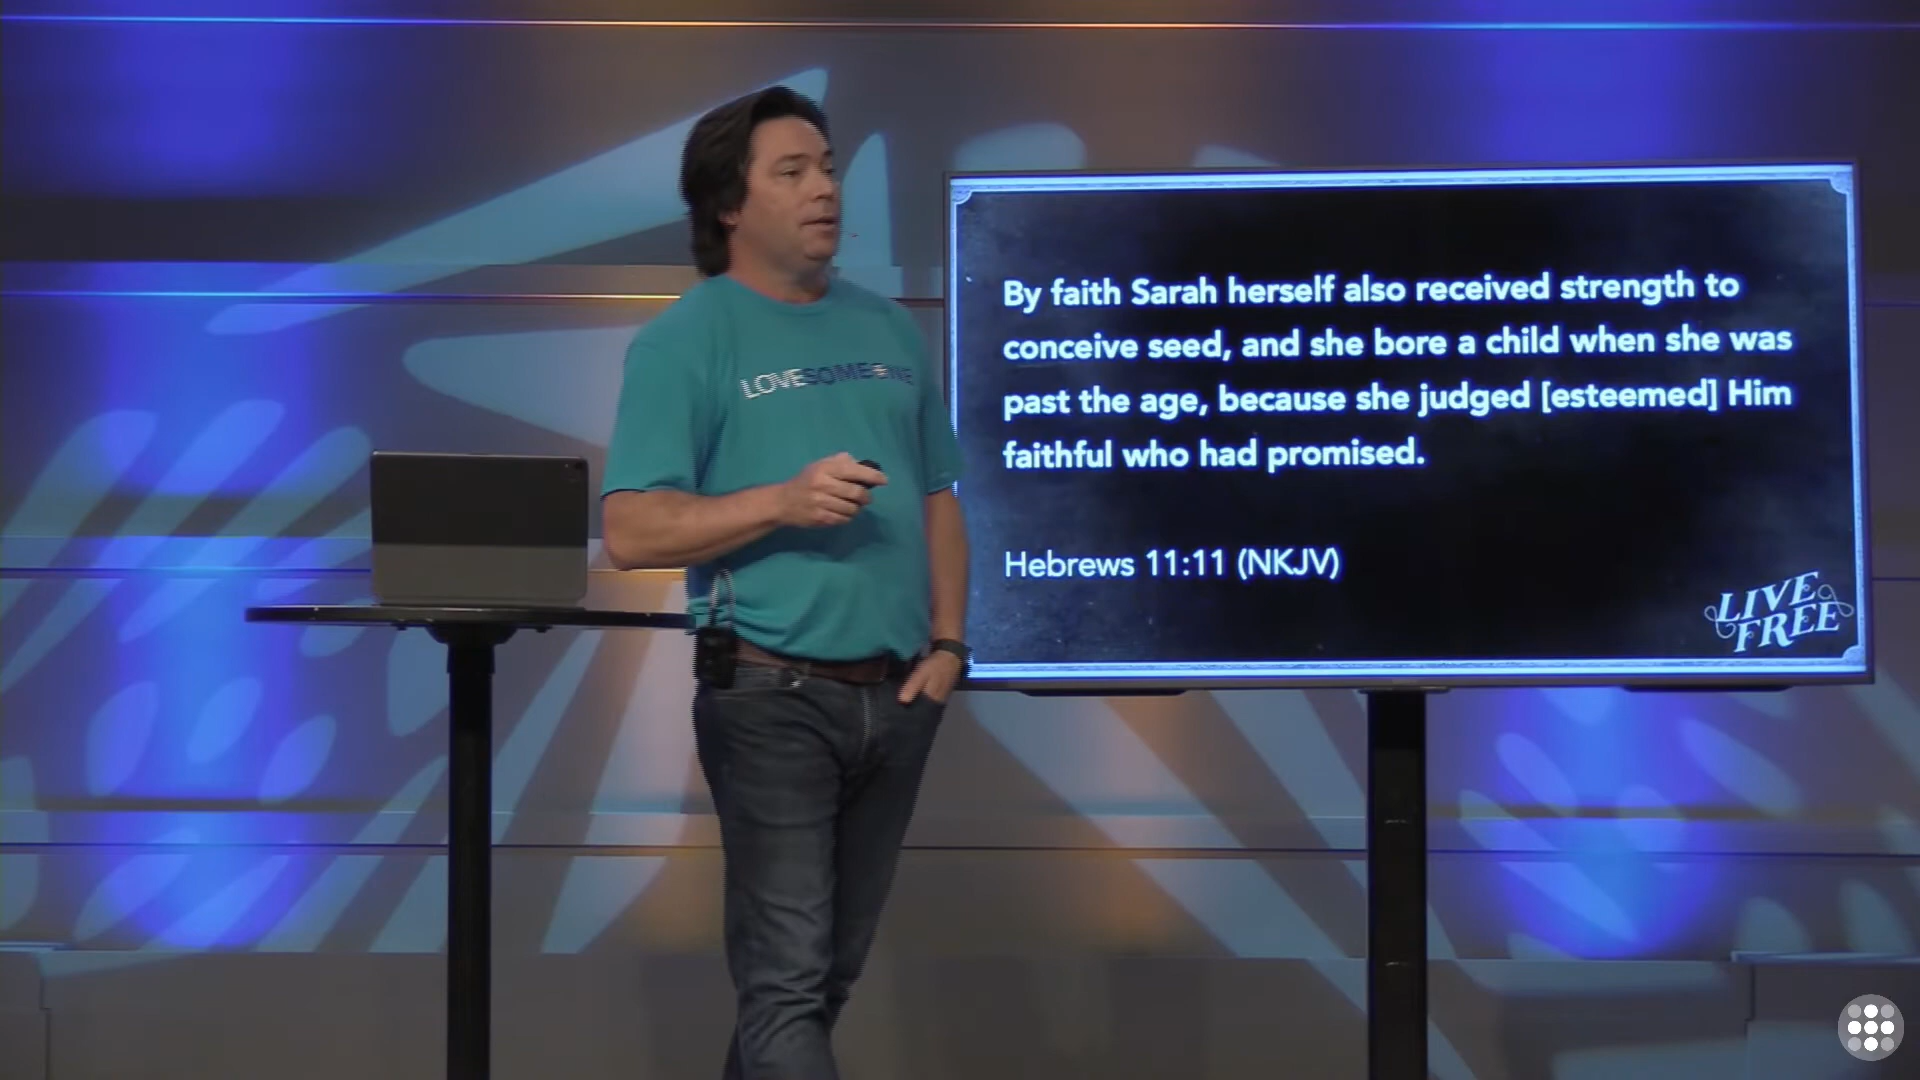 LOVESOMEONE
By faith Sarah herself also received strength to
conceive seed, and she bore a child when she was
past the age, because she judged [esteemed] Him
faithful who had promised.
Hebrews 11:11 (NKJV)
LIVE
FREE